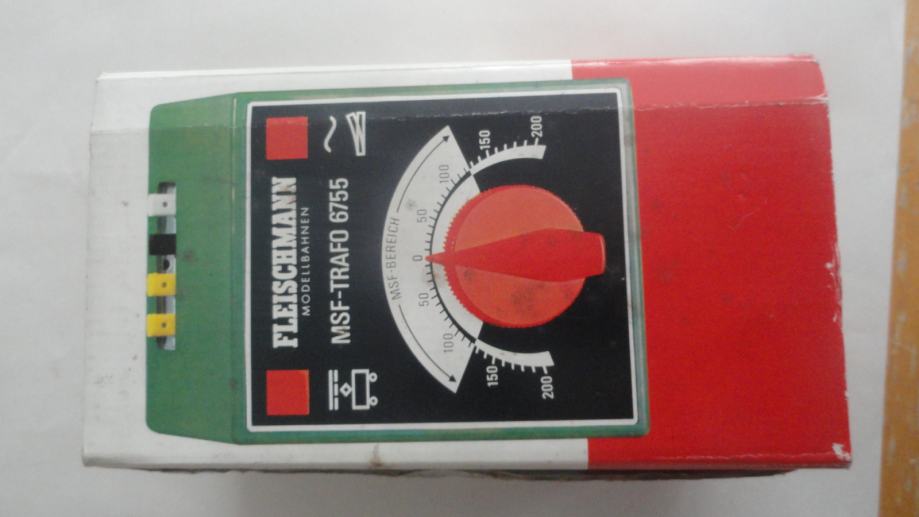 FLEISCHMANN
MODELLBAHNEN
MSF-TRAFO 6755
MSF-BEREICH
200 150 100 50 0 50 100 150 200